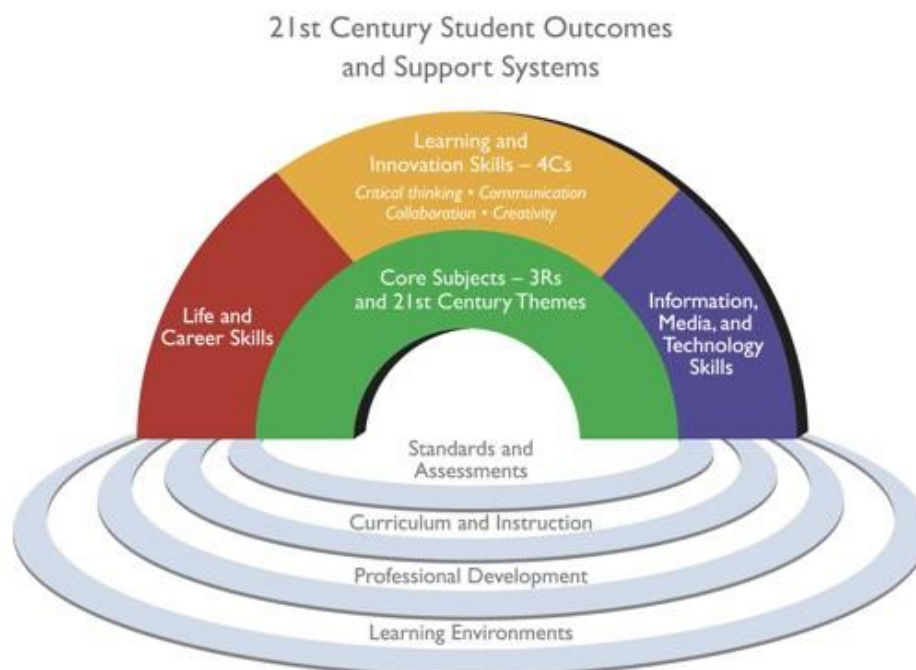 21st Century Student Outcomes
and Support Systems
Learning and
Innovation Skills – 4Cs
Critical thinking • Communication
Collaboration • Creativity
Core Subjects – 3Rs
and 21st Century Themes
Life and
Career Skills
Information,
Media, and
Technology
Skills
Standards and
Assessments
Curriculum and Instruction
Professional Development
Learning Environments